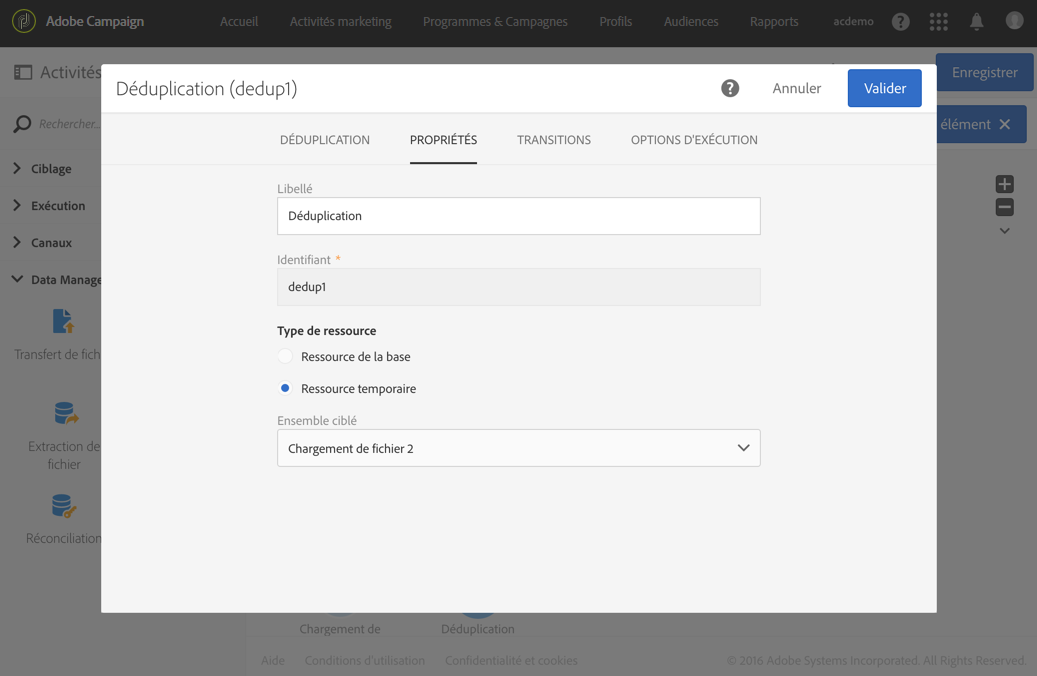 Adobe Campaign
Accueil
Activités marketing
Programmes & Campagnes
Profils
Audiences
Rapports
acdemo
Activités
Enregistrer
Déduplication (dedup1)
Annuler
Valider
Rechercher...
élément
DÉDUPLICATION
PROPRIÉTÉS
TRANSITIONS
OPTIONS D'EXÉCUTION
Ciblage
Exécution
Canaux
Data Manage
Transfert de fich
Extraction de
fichier
Réconciliation
Libellé
Déduplication
Identifiant *
dedup1
Type de ressource
Ressource de la base
Ressource temporaire
Ensemble ciblé
Chargement de fichier 2
Chargement de
Déduplication
Aide
Conditions d'utilisation
Confidentialité et cookies
© 2016 Adobe Systems Incorporated. All Rights Reserved.